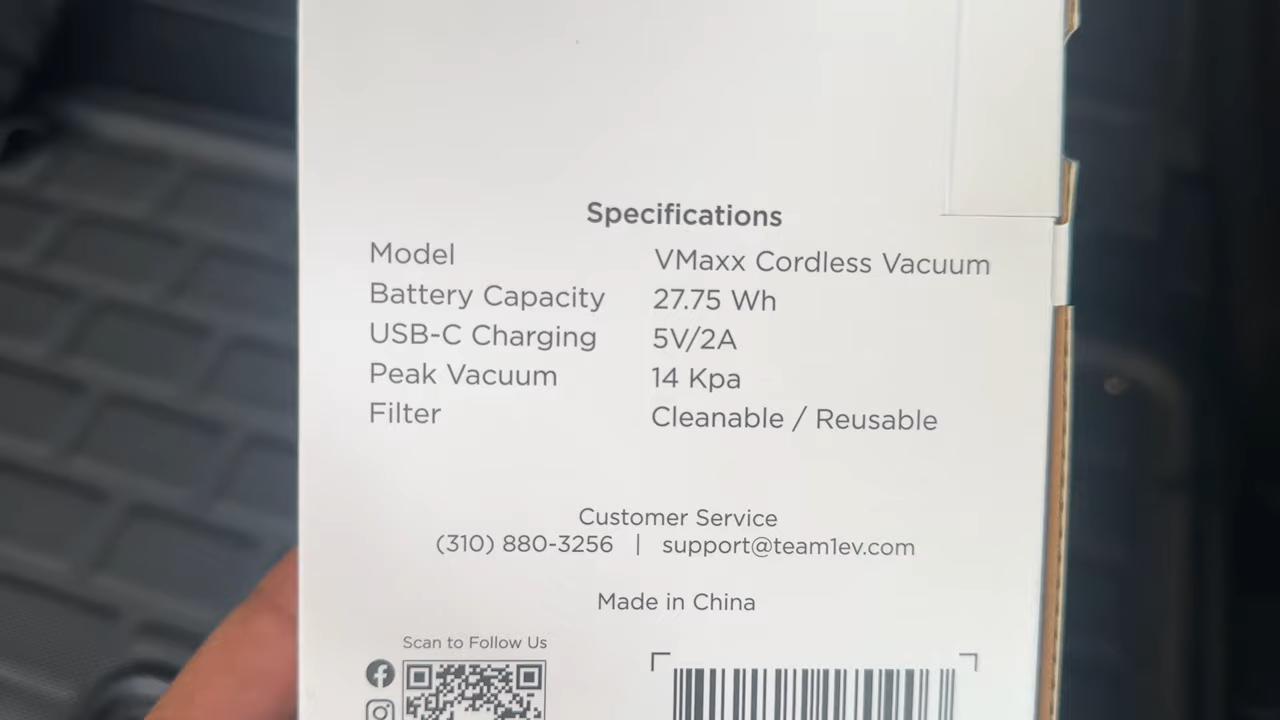 Specifications
Model VMaxx Cordless Vacuum
Battery Capacity 27.75 Wh
USB-C Charging 5V/2A
Peak Vacuum 14 Kpa
Filter Cleanable / Reusable
Customer Service
(310) 880-3256 | support@team1ev.com
Made in China
Scan to Follow Us